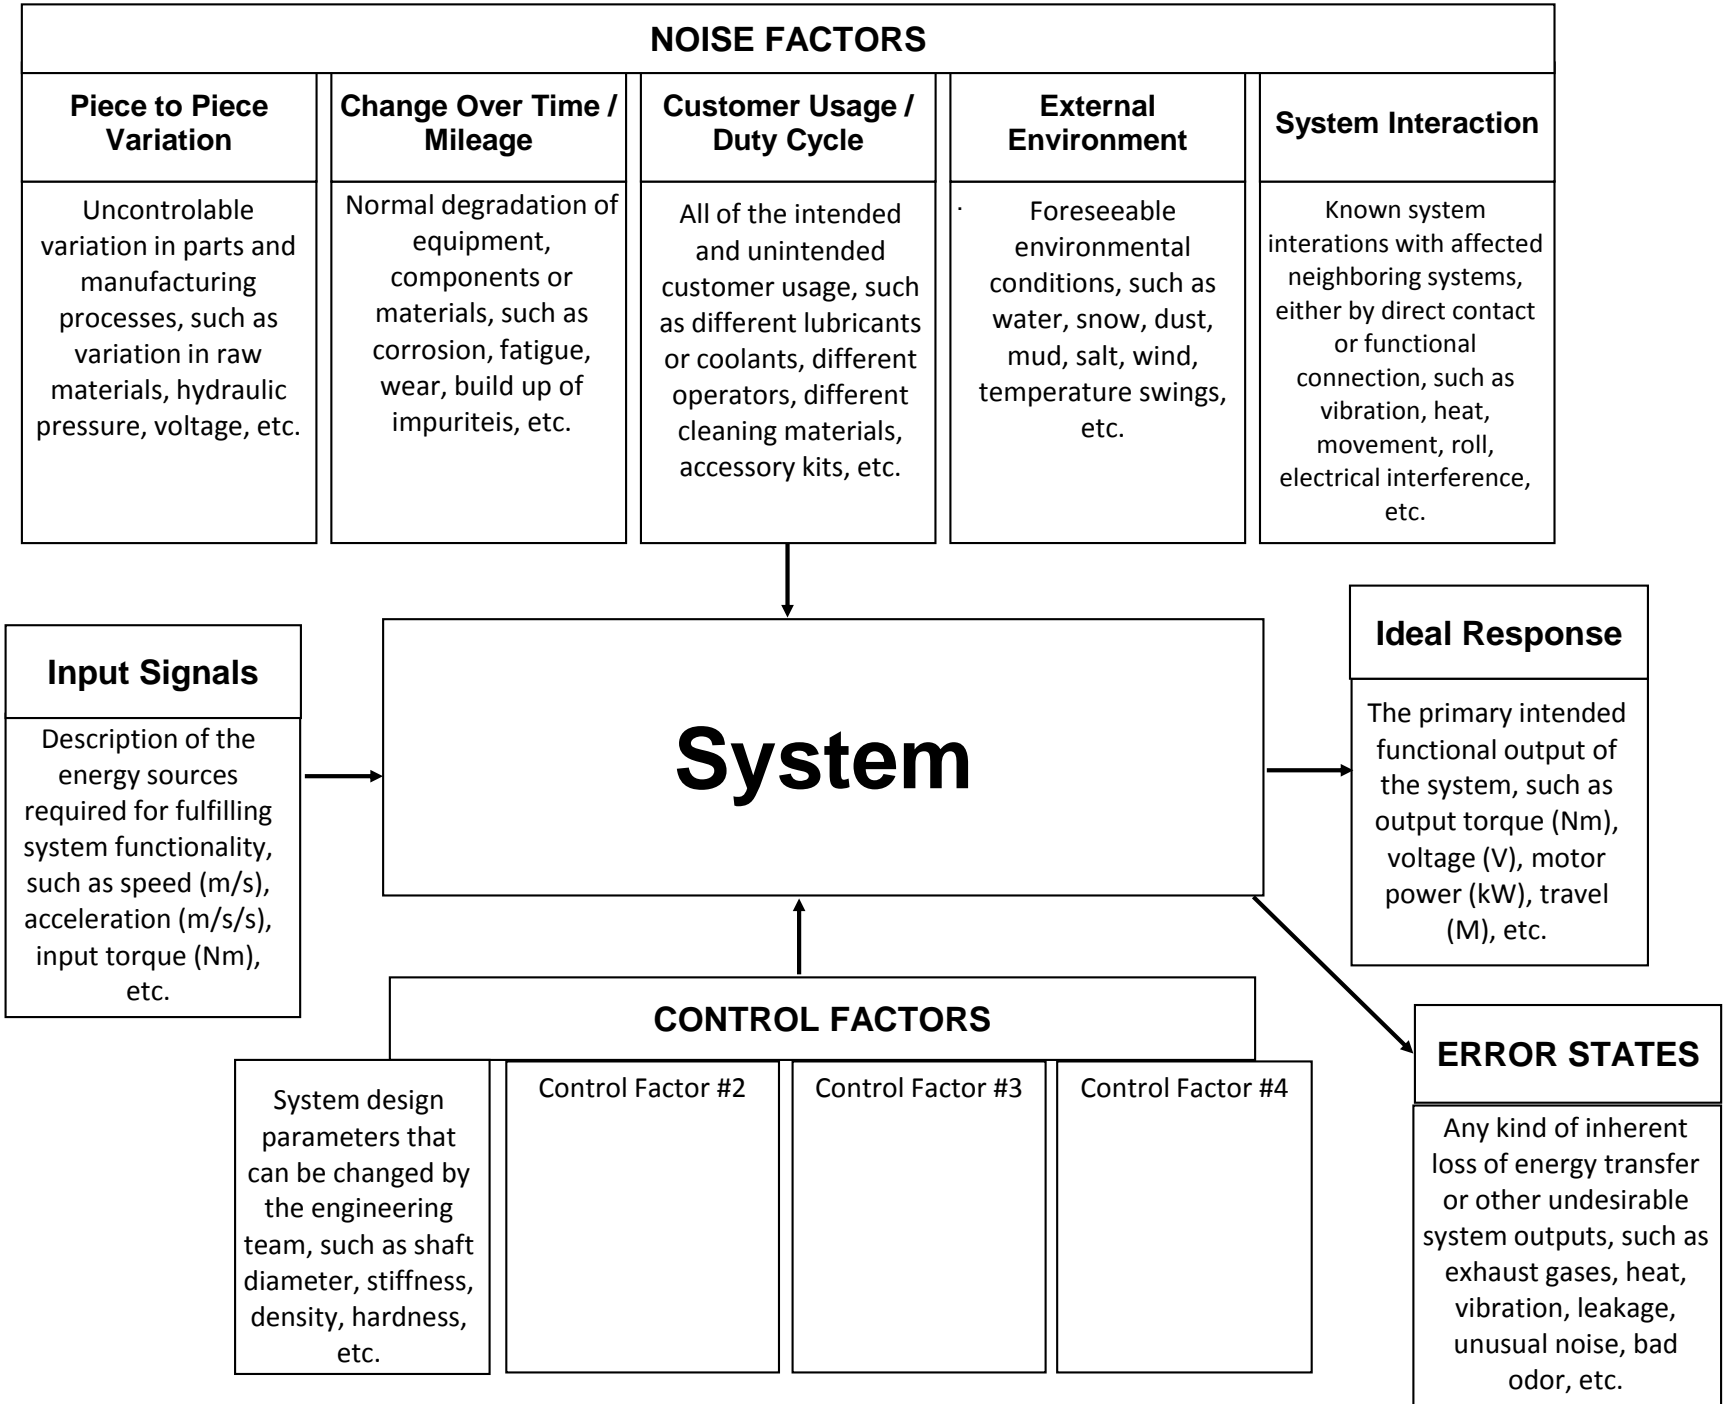 NOISE FACTORS
Piece to Piece
Variation
Uncontrolable
variation in parts and
manufacturing
processes, such as
variation in raw
materials, hydraulic
pressure, voltage, etc.
Change Over Time /
Mileage
Normal degradation of
equipment,
components or
materials, such as
corrosion, fatigue,
wear, build up of
impuriteis, etc.
Customer Usage /
Duty Cycle
All of the intended
and unintended
customer usage, such
as different lubricants
or coolants, different
operators, different
cleaning materials,
accessory kits, etc.
External
Environment
.
Foreseeable
environmental
conditions, such as
water, snow, dust,
mud, salt, wind,
temperature swings,
etc.
System Interaction
Known system
interations with affected
neighboring systems,
either by direct contact
or functional
connection, such as
vibration, heat,
movement, roll,
electrical interference,
etc.
Input Signals
Description of the
energy sources
required for fulfilling
system functionality,
such as speed (m/s),
acceleration (m/s/s),
input torque (Nm),
etc.
System
Ideal Response
The primary intended
functional output of
the system, such as
output torque (Nm),
voltage (V), motor
power (kW), travel
(M), etc.
CONTROL FACTORS
System design
parameters that
can be changed by
the engineering
team, such as shaft
diameter, stiffness,
density, hardness,
etc.
Control Factor #2
Control Factor #3
Control Factor #4
ERROR STATES
Any kind of inherent
loss of energy transfer
or other undesirable
system outputs, such as
exhaust gases, heat,
vibration, leakage,
unusual noise, bad
odor, etc.